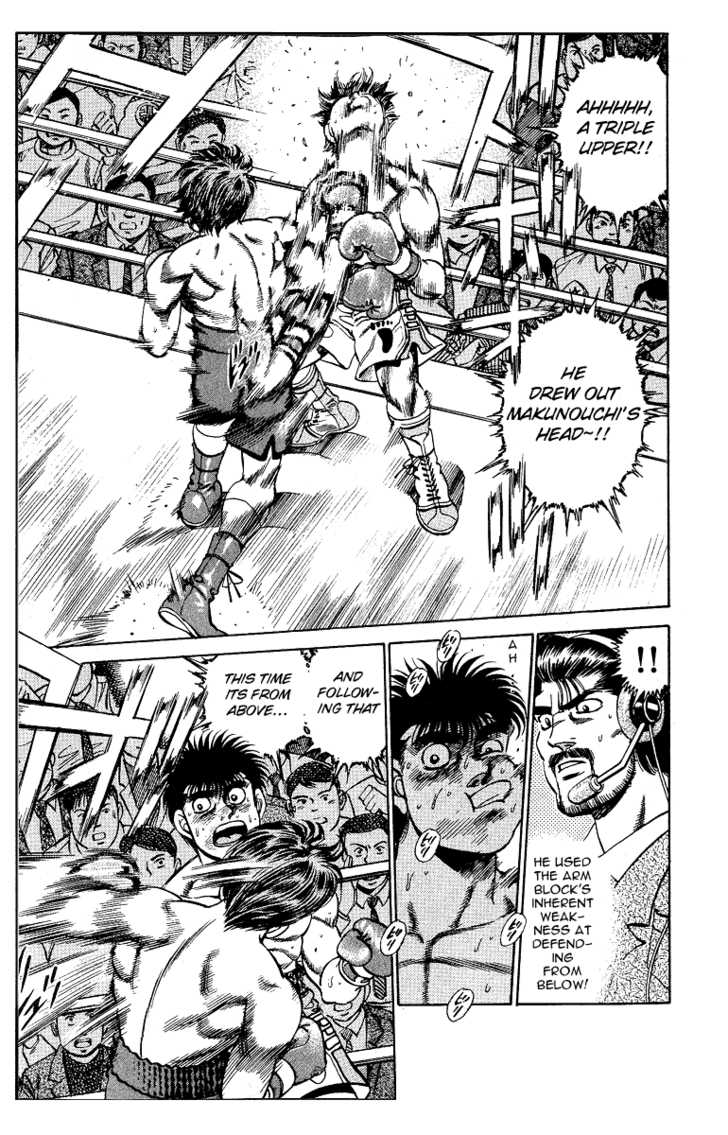 AHHHHH,
A TRIPLE
UPPER!!
HE
DREW OUT
MAKUNOUCHI'S
HEAD~!!
!!
HE USED
THE ARM
BLOCK'S
INHERENT
WEAK-
NESS AT
DEFEND-
ING
FROM
BELOW!
A
H
AND
FOLLOW-
ING THAT
THIS TIME
ITS FROM
ABOVE...